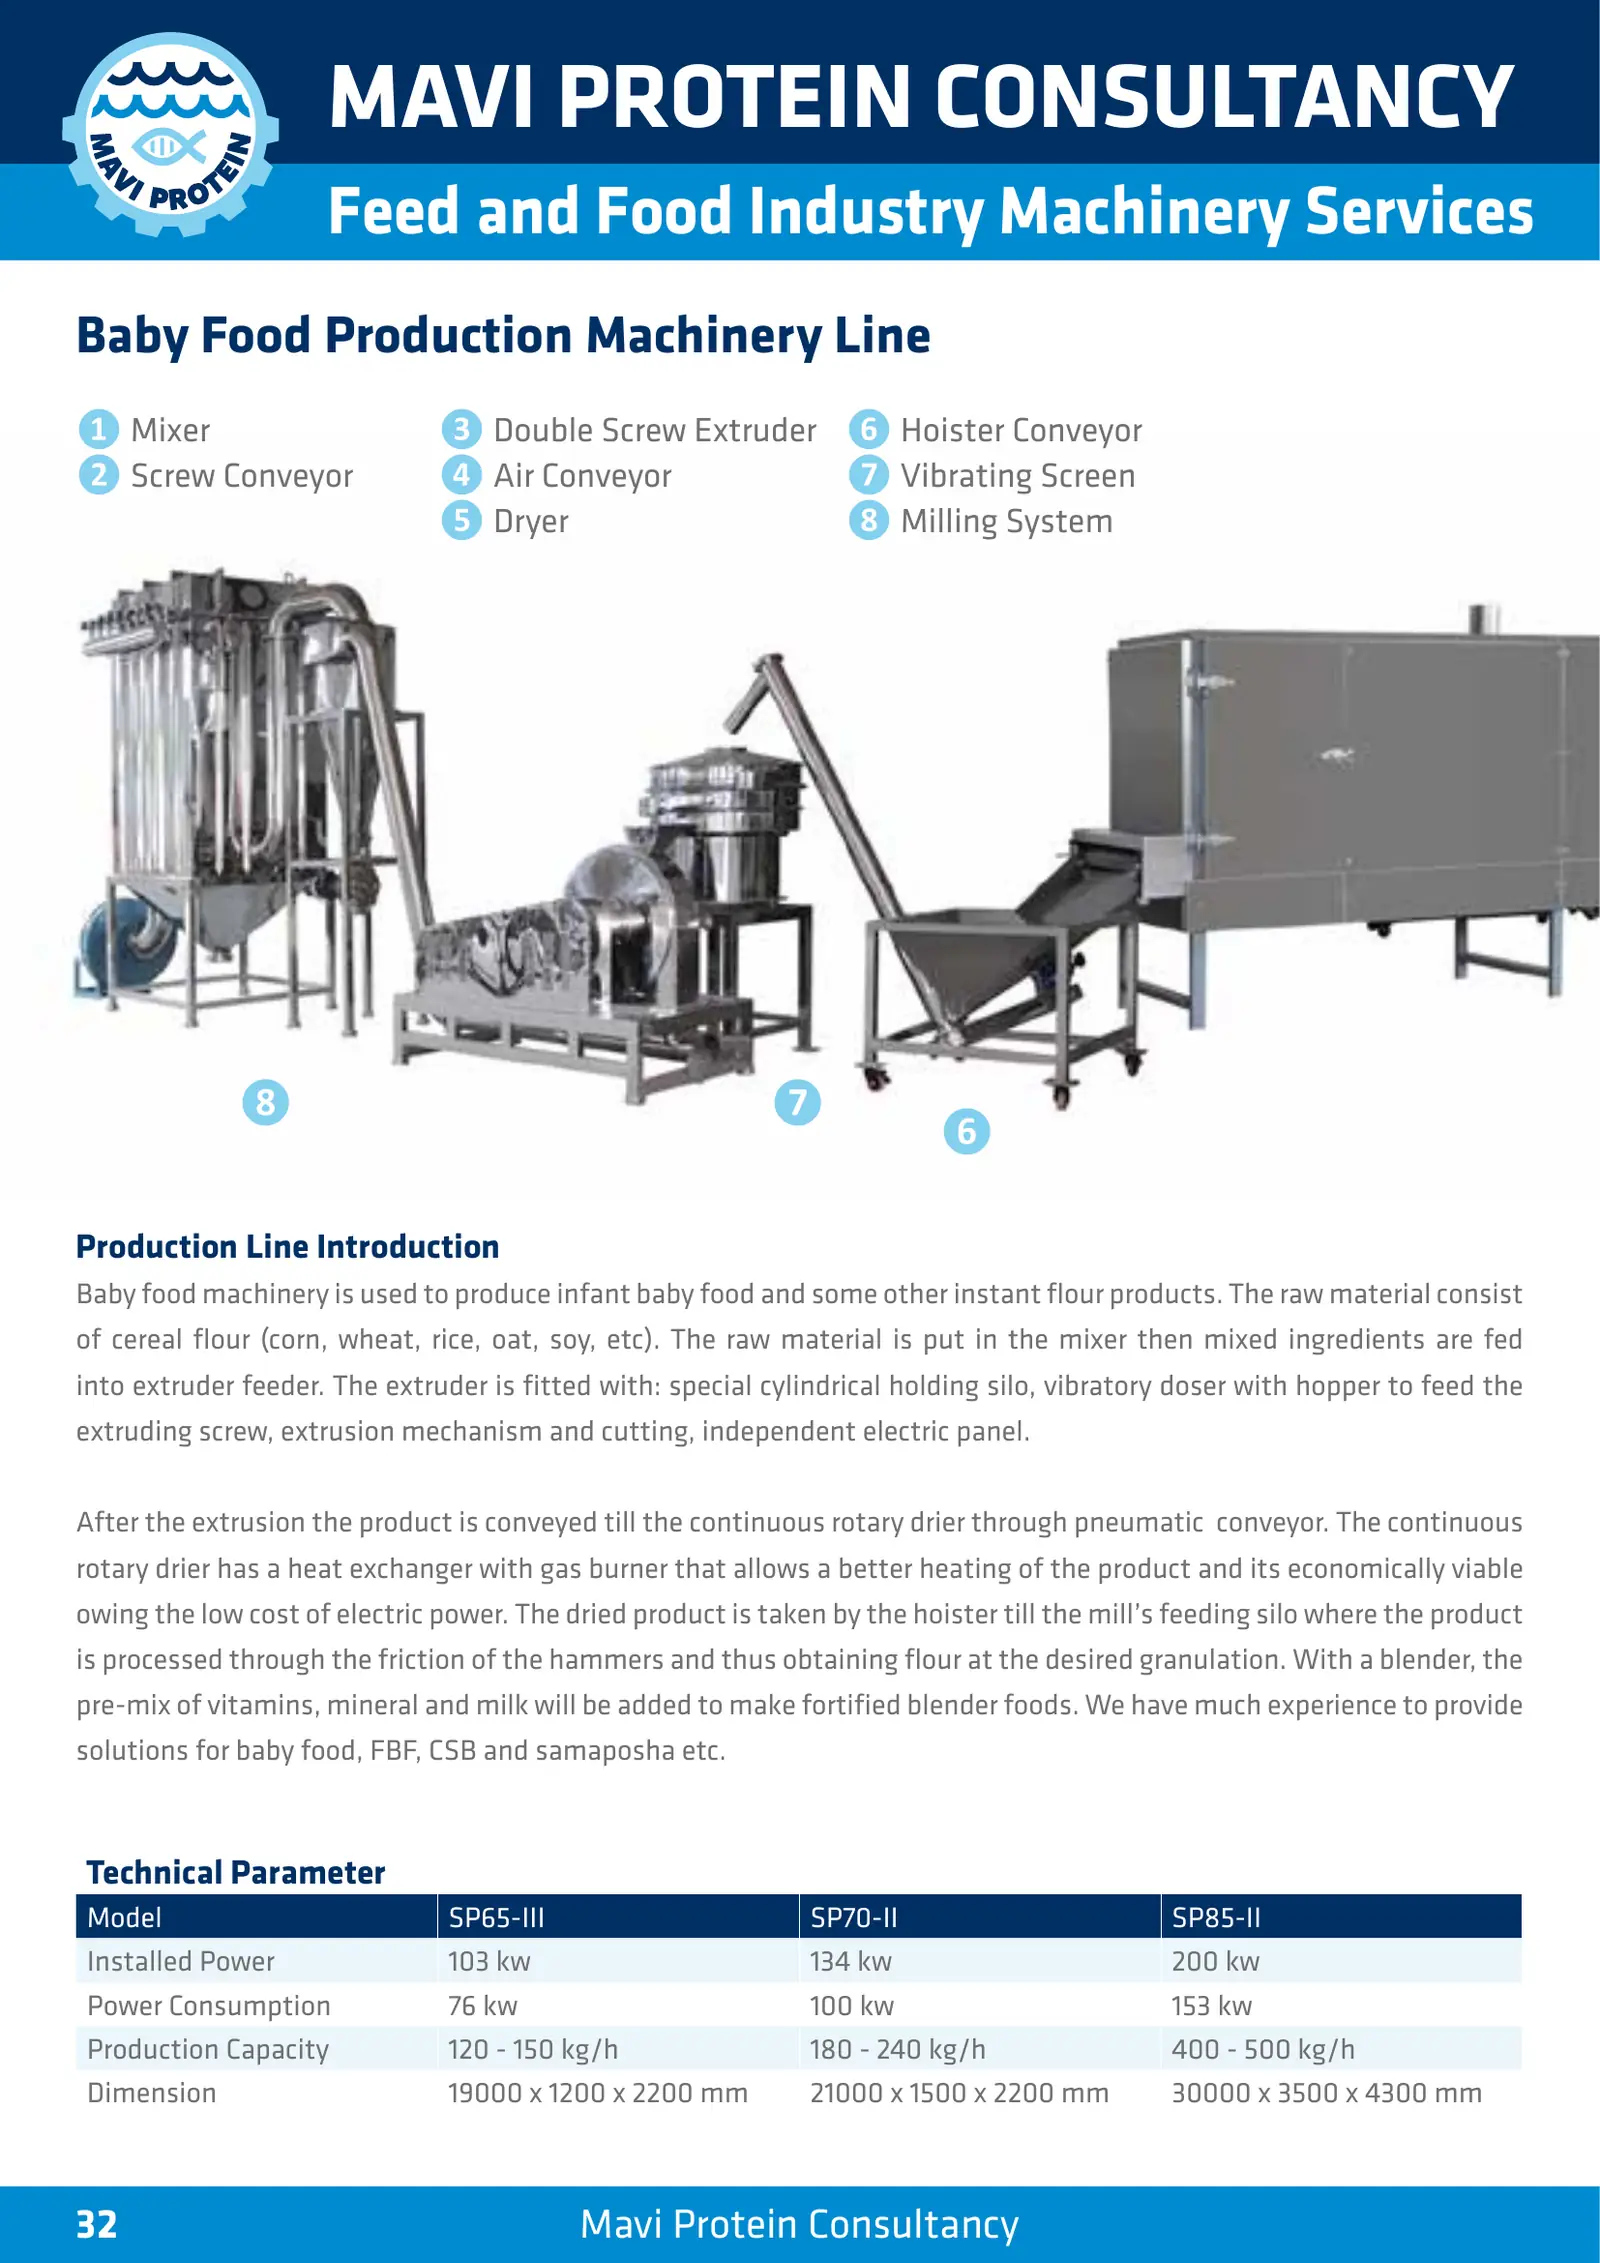 MAVI PROTEIN
MAVI PROTEIN CONSULTANCY
Feed and Food Industry Machinery Services
Baby Food Production Machinery Line
1 Mixer
2 Screw Conveyor
3 Double Screw Extruder
4 Air Conveyor
5 Dryer
6 Hoister Conveyor
7 Vibrating Screen
8 Milling System
8
7
6
Production Line Introduction
Baby food machinery is used to produce infant baby food and some other instant flour products. The raw material consist
of cereal flour (corn, wheat, rice, oat, soy, etc). The raw material is put in the mixer then mixed ingredients are fed
into extruder feeder. The extruder is fitted with: special cylindrical holding silo, vibratory doser with hopper to feed the
extruding screw, extrusion mechanism and cutting, independent electric panel.
After the extrusion the product is conveyed till the continuous rotary drier through pneumatic conveyor. The continuous
rotary drier has a heat exchanger with gas burner that allows a better heating of the product and its economically viable
owing the low cost of electric power. The dried product is taken by the hoister till the mill’s feeding silo where the product
is processed through the friction of the hammers and thus obtaining flour at the desired granulation. With a blender, the
pre-mix of vitamins, mineral and milk will be added to make fortified blender foods. We have much experience to provide
solutions for baby food, FBF, CSB and samaposha etc.
Technical Parameter
Model SP65-III SP70-II SP85-II
Installed Power 103 kw 134 kw 200 kw
Power Consumption 76 kw 100 kw 153 kw
Production Capacity 120 - 150 kg/h 180 - 240 kg/h 400 - 500 kg/h
Dimension 19000 x 1200 x 2200 mm 21000 x 1500 x 2200 mm 30000 x 3500 x 4300 mm
32 Mavi Protein Consultancy